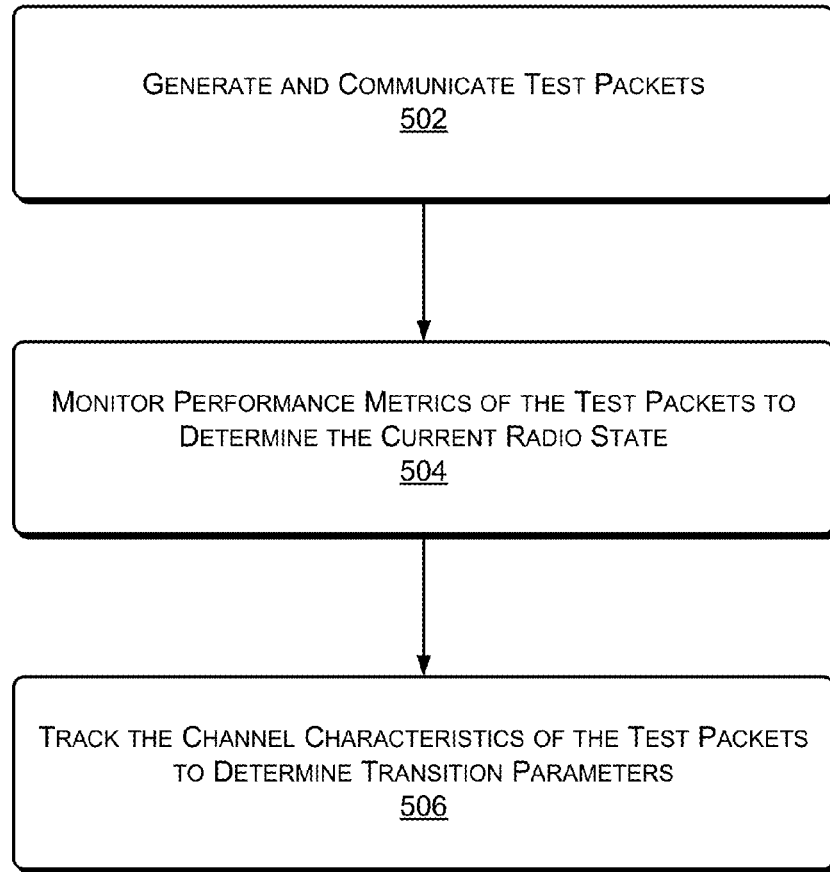 GENERATE AND COMMUNICATE TEST PACKETS
502
MONITOR PERFORMANCE METRICS OF THE TEST PACKETS TO
DETERMINE THE CURRENT RADIO STATE
504
TRACK THE CHANNEL CHARACTERISTICS OF THE TEST PACKETS
TO DETERMINE TRANSITION PARAMETERS
506